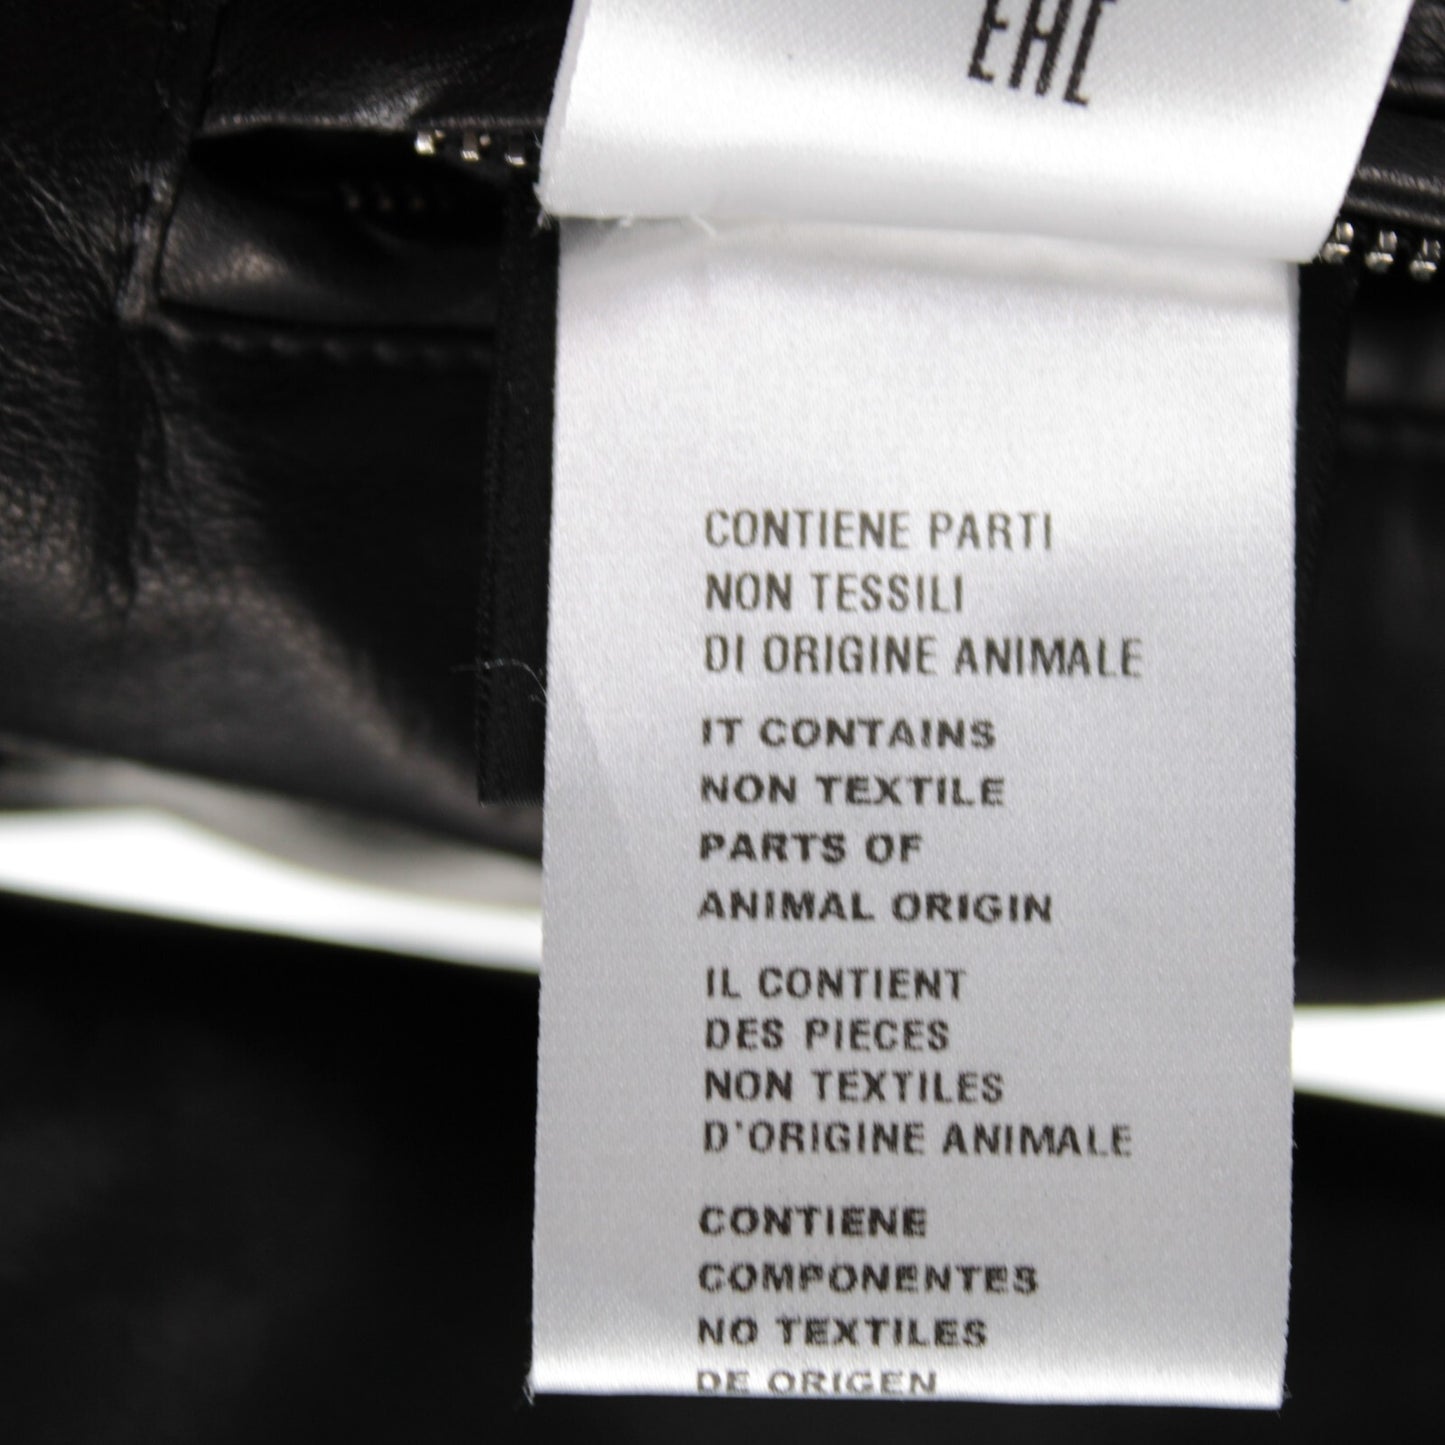 EAC
CONTIENE PARTI
NON TESSILI
DI ORIGINE ANIMALE
IT CONTAINS
NON TEXTILE
PARTS OF
ANIMAL ORIGIN
IL CONTIENT
DES PIECES
NON TEXTILES
D'ORIGINE ANIMALE
CONTIENE
COMPONENTES
NO TEXTILES
DE ORIGEN